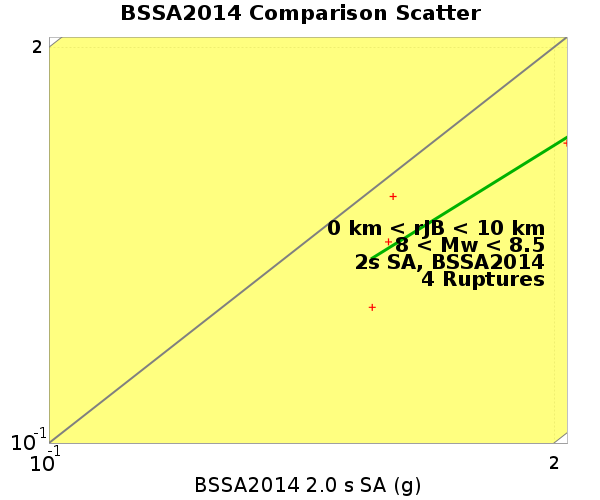 BSSA2014 Comparison Scatter
2
0 km < rJB < 10 km
8 < Mw < 8.5
2s SA, BSSA2014
4 Ruptures
10-1
10-1
2
BSSA2014 2.0 s SA (g)